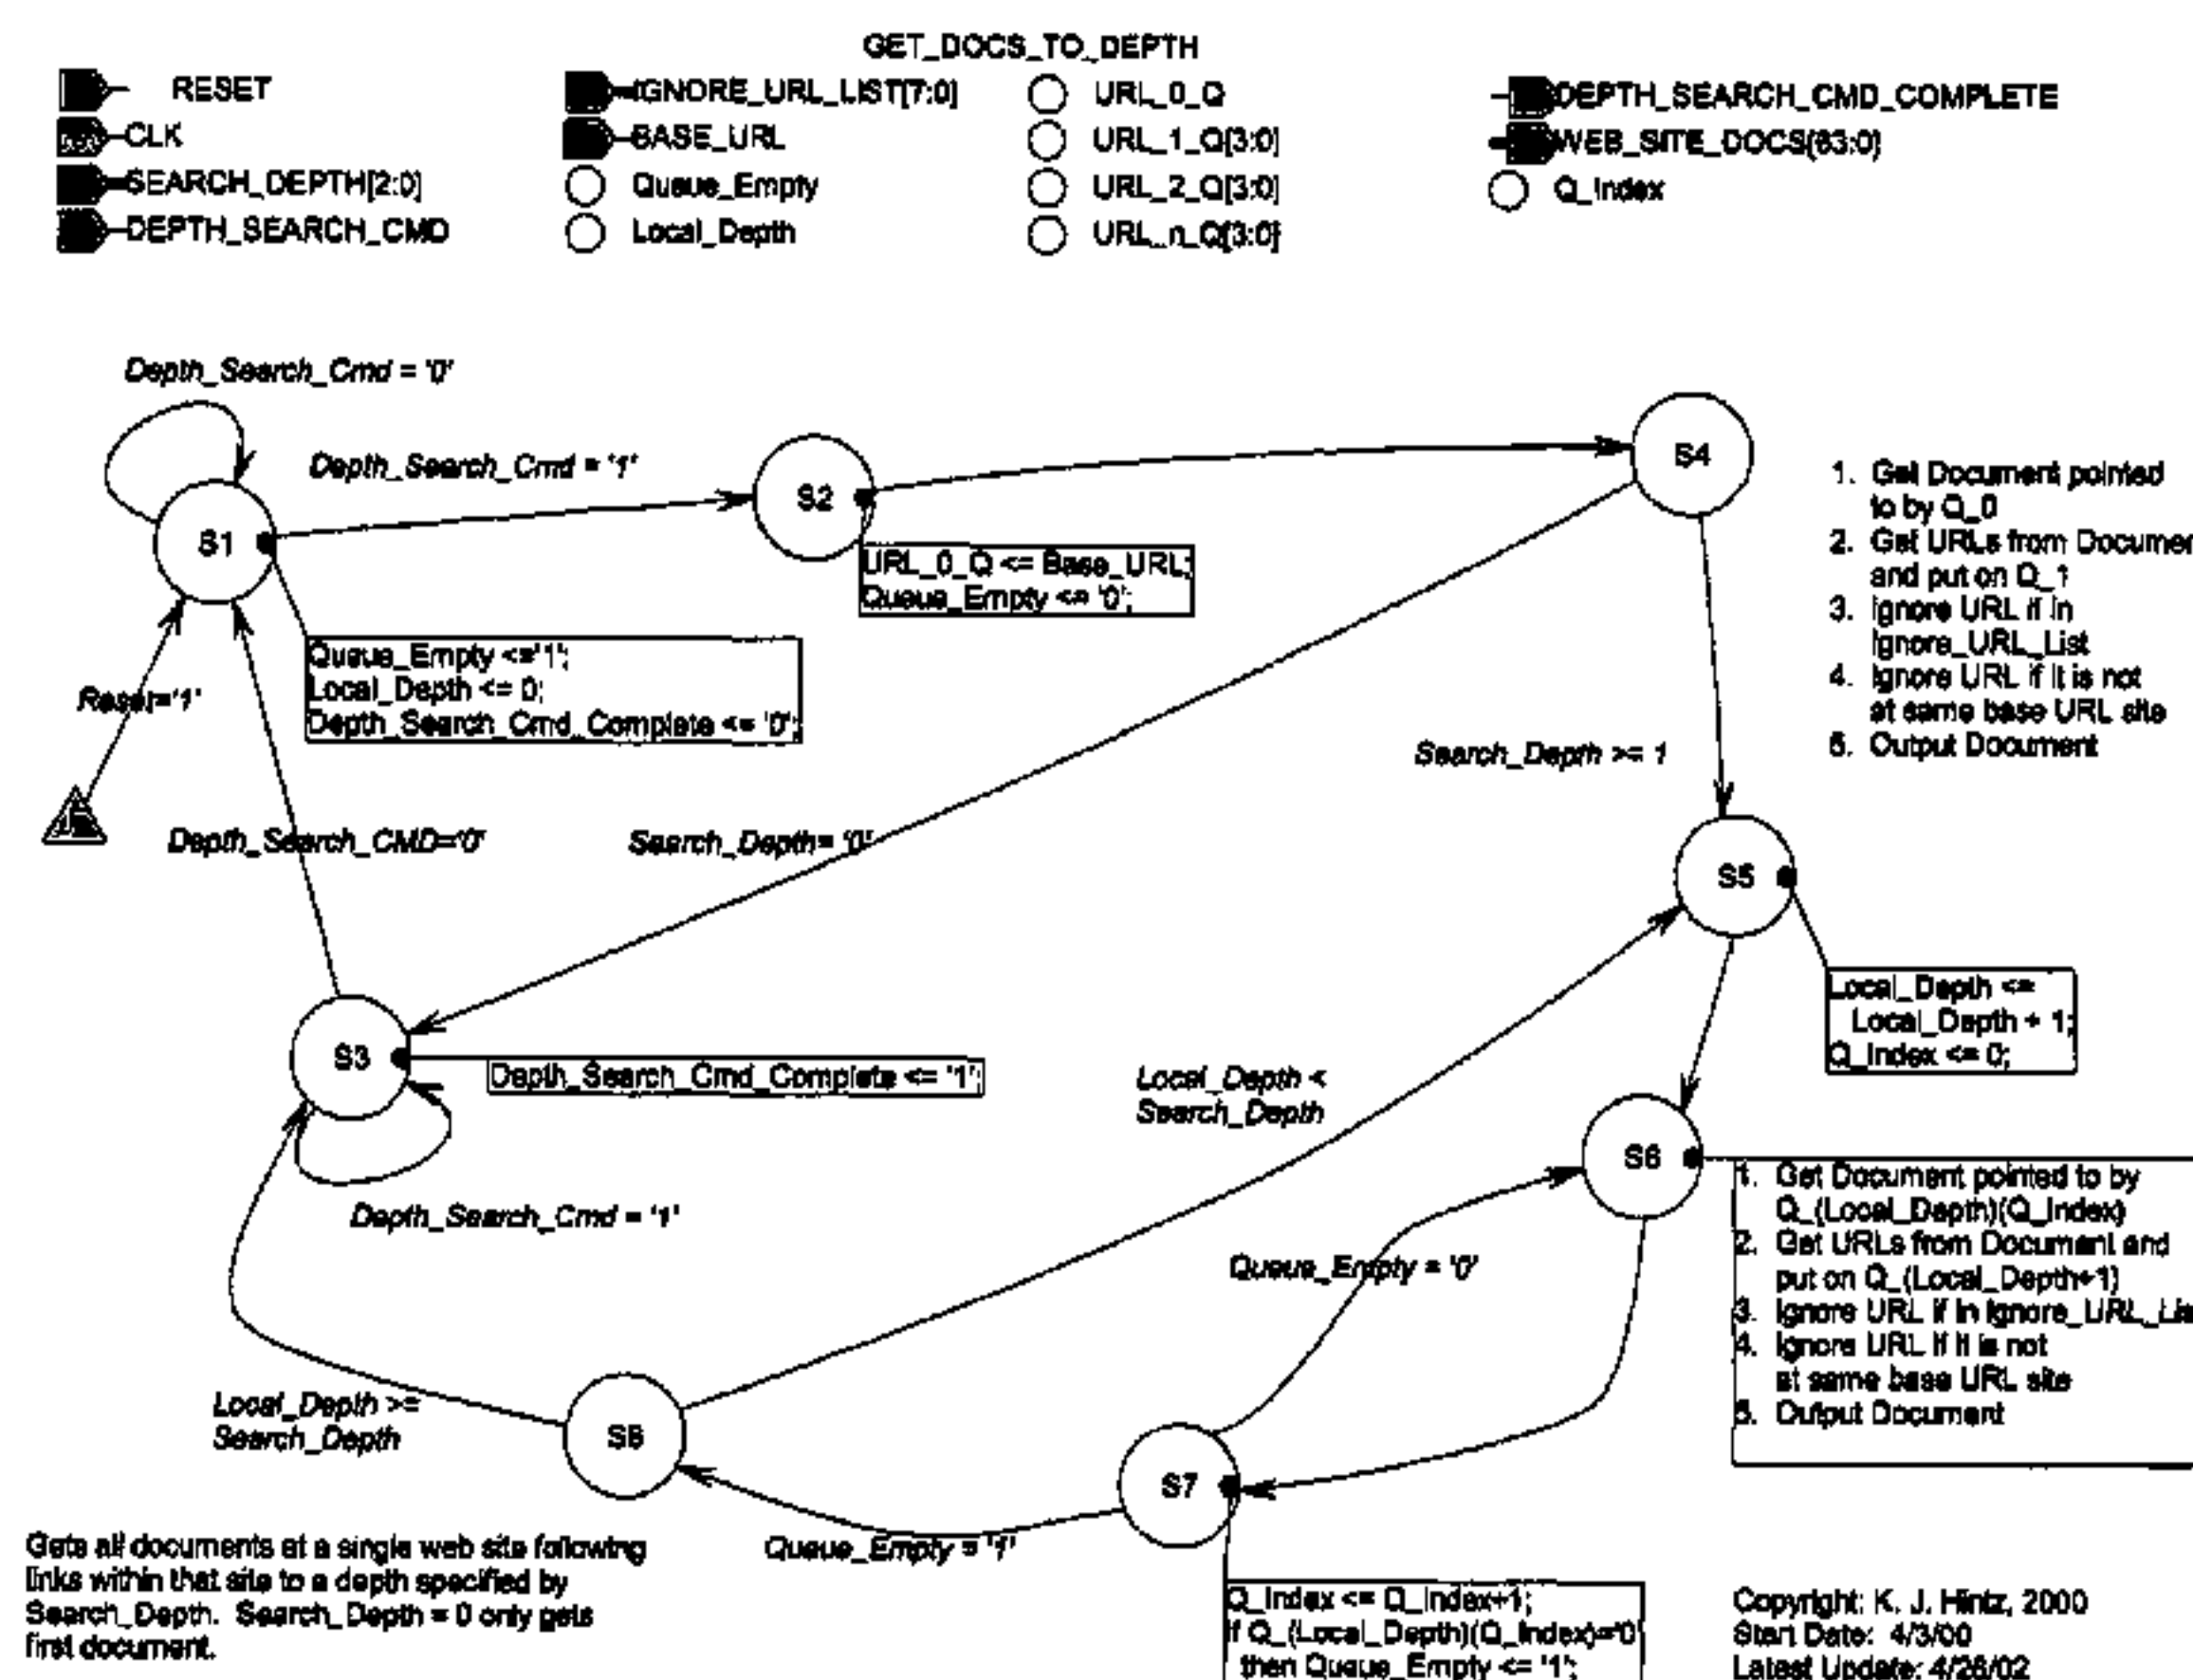 GET_DOCS_TO_DEPTH
RESET
CLK
SEARCH_DEPTH[2:0]
DEPTH_SEARCH_CMD
IGNORE_URL_LIST[7:0]
BASE_URL
Queue_Empty
Local_Depth
URL_0_Q
URL_1_Q[3:0]
URL_2_Q[3:0]
URL_n_Q[3:0]
DEPTH_SEARCH_CMD_COMPLETE
WEB_SITE_DOCS[63:0]
Q_Index
Depth_Search_Cmd = '0'
Depth_Search_Cmd = '1'
S1
S2
S4
URL_0_Q <= Base_URL;
Queue_Empty <= '0';
Queue_Empty <='1';
Local_Depth <= 0;
Depth_Search_Cmd_Complete <= '0';
Reset='1'
1. Get Document pointed
to by Q_0
2. Get URLs from Documen
and put on Q_1
3. Ignore URL if in
Ignore_URL_List
4. Ignore URL if it is not
at same base URL site
5. Output Document
Depth_Search_CMD='0'
Search_Depth= '0'
Search_Depth >= 1
S5
Local_Depth <=
Local_Depth + 1;
Q_Index <= 0;
S3
Depth_Search_Cmd_Complete <= '1';
Depth_Search_Cmd = '1'
Local_Depth <
Search_Depth
S6
1. Get Document pointed to by
Q_(Local_Depth)(Q_Index)
2. Get URLs from Document and
put on Q_(Local_Depth+1)
3. Ignore URL if in Ignore_URL_Lis
4. Ignore URL if it is not
at same base URL site
5. Output Document
Queue_Empty = '0'
Local_Depth >=
Search_Depth
S8
S7
Queue_Empty = '1'
Q_Index <= Q_Index+1;
if Q_(Local_Depth)(Q_Index)='0'
then Queue_Empty <= '1';
Gets all documents at a single web site following
links within that site to a depth specified by
Search_Depth. Search_Depth = 0 only gets
first document.
Copyright: K. J. Hintz, 2000
Start Date: 4/3/00
Latest Update: 4/26/02